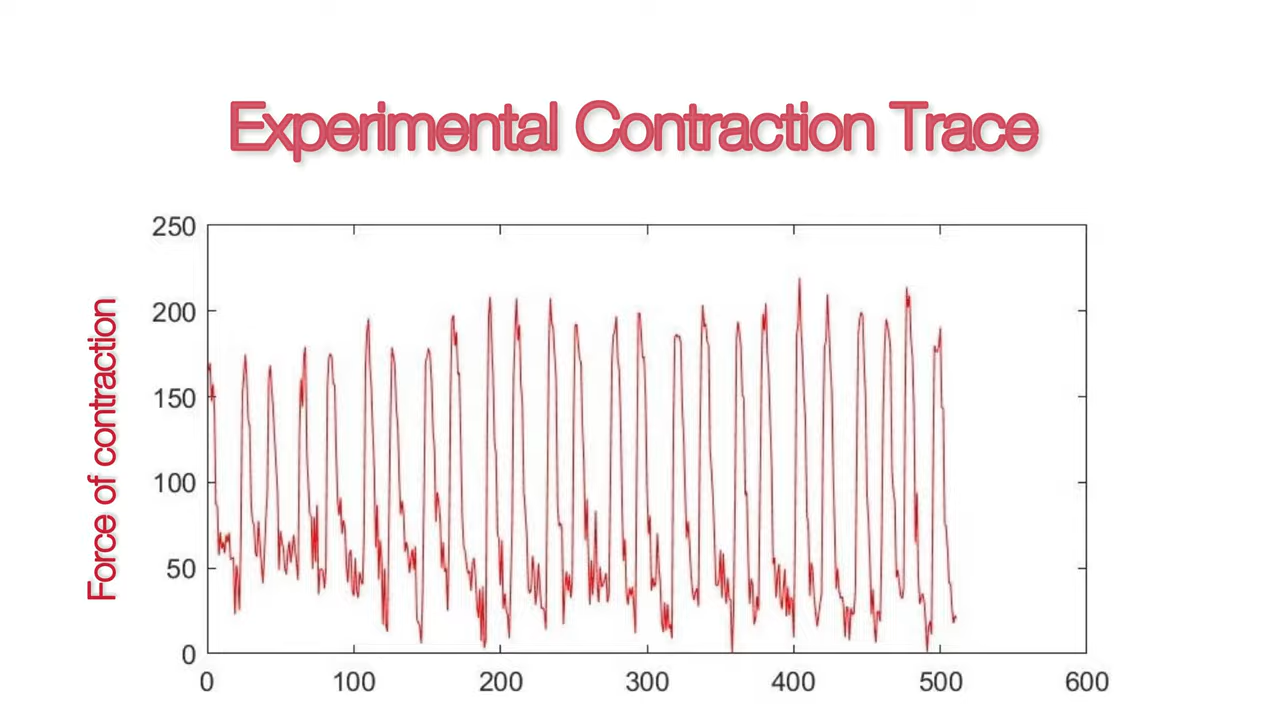 Experimental Contraction Trace
Force of contraction
250
200
150
100
50
0
0 100 200 300 400 500 600